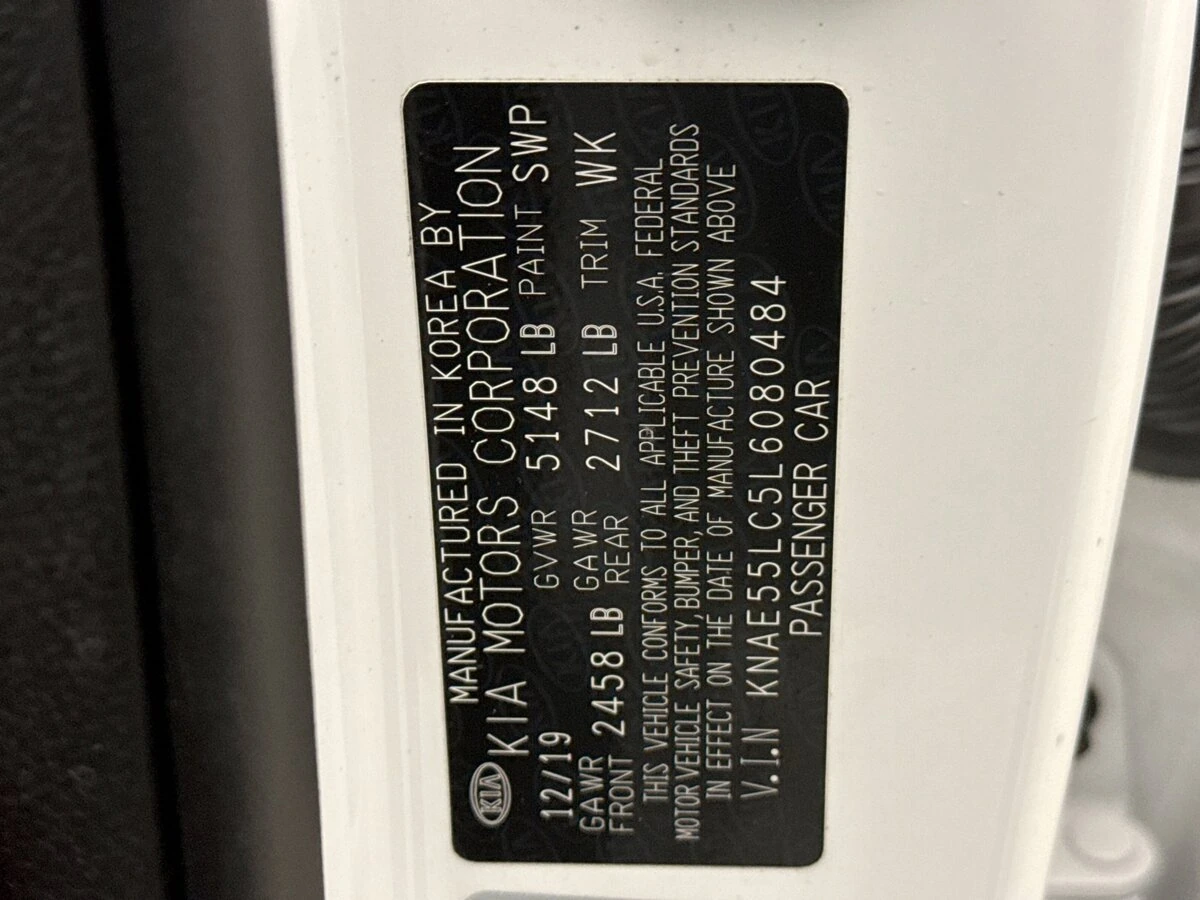 MANUFACTURED IN KOREA BY
KIA KIA MOTORS CORPORATION
12/19 GVWR 5148 LB PAINT SWP
GAWR FRONT 2458 LB GAWR REAR 2712 LB TRIM WK
THIS VEHICLE CONFORMS TO ALL APPLICABLE U.S.A. FEDERAL
MOTOR VEHICLE SAFETY, BUMPER, AND THEFT PREVENTION STANDARDS
IN EFFECT ON THE DATE OF MANUFACTURE SHOWN ABOVE
V.I.N KNAE55LC5L6080484
PASSENGER CAR